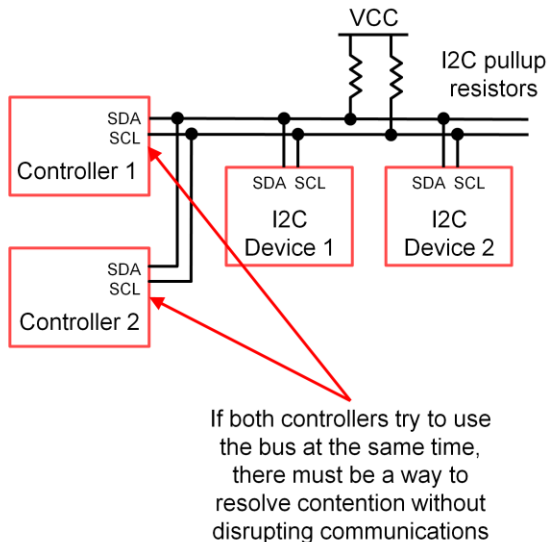 VCC
I2C pullup
resistors
SDA
SCL
Controller 1
SDA SCL
I2C
Device 1
SDA SCL
I2C
Device 2
SDA
SCL
Controller 2
If both controllers try to use
the bus at the same time,
there must be a way to
resolve contention without
disrupting communications